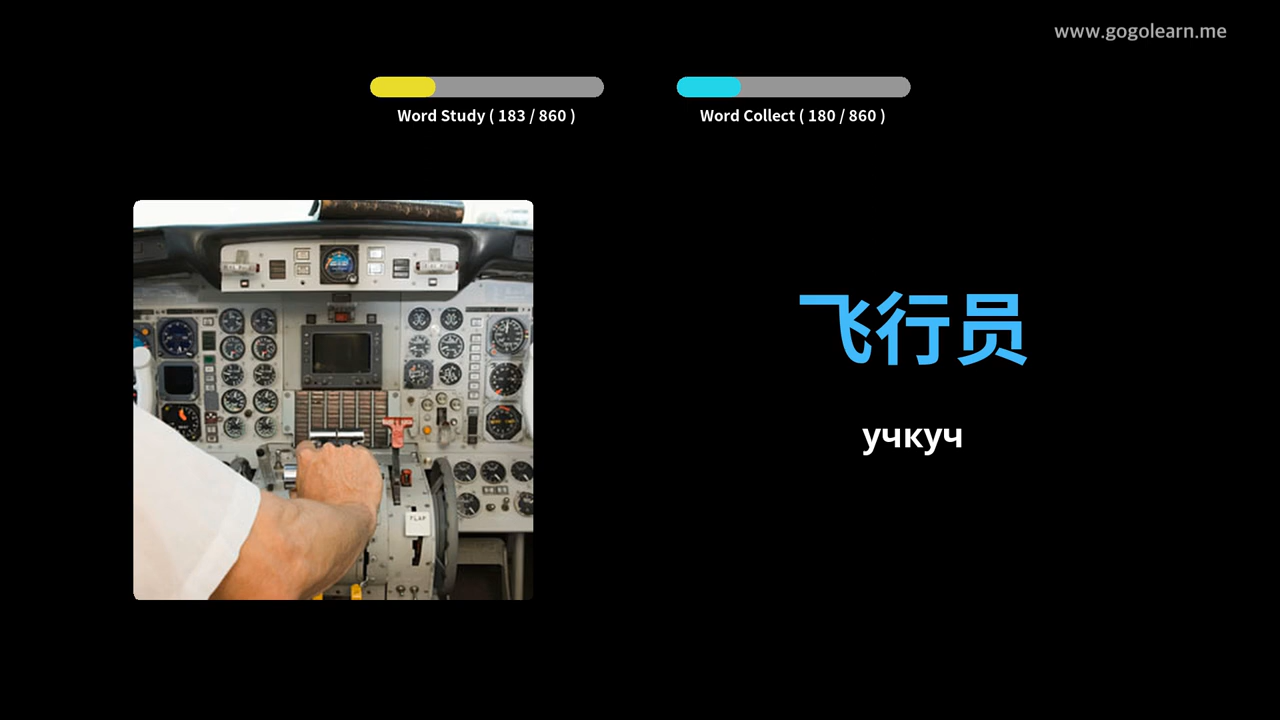 www.gogolearn.me
Word Study ( 183 / 860 )
Word Collect ( 180 / 860 )
飞行员
учкуч
FLAP